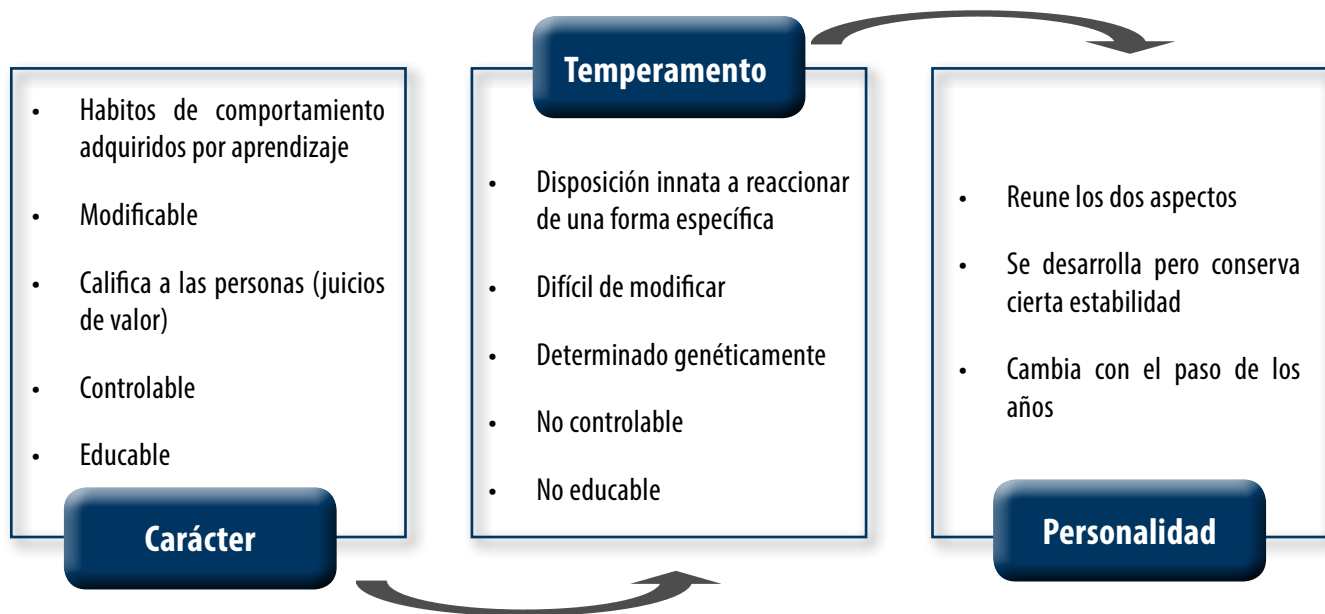 • Habitos de comportamiento
adquiridos por aprendizaje
• Modificable
• Califica a las personas (juicios
de valor)
• Controlable
• Educable
Carácter
Temperamento
• Disposición innata a reaccionar
de una forma específica
• Difícil de modificar
• Determinado genéticamente
• No controlable
• No educable
• Reune los dos aspectos
• Se desarrolla pero conserva
cierta estabilidad
• Cambia con el paso de los
años
Personalidad